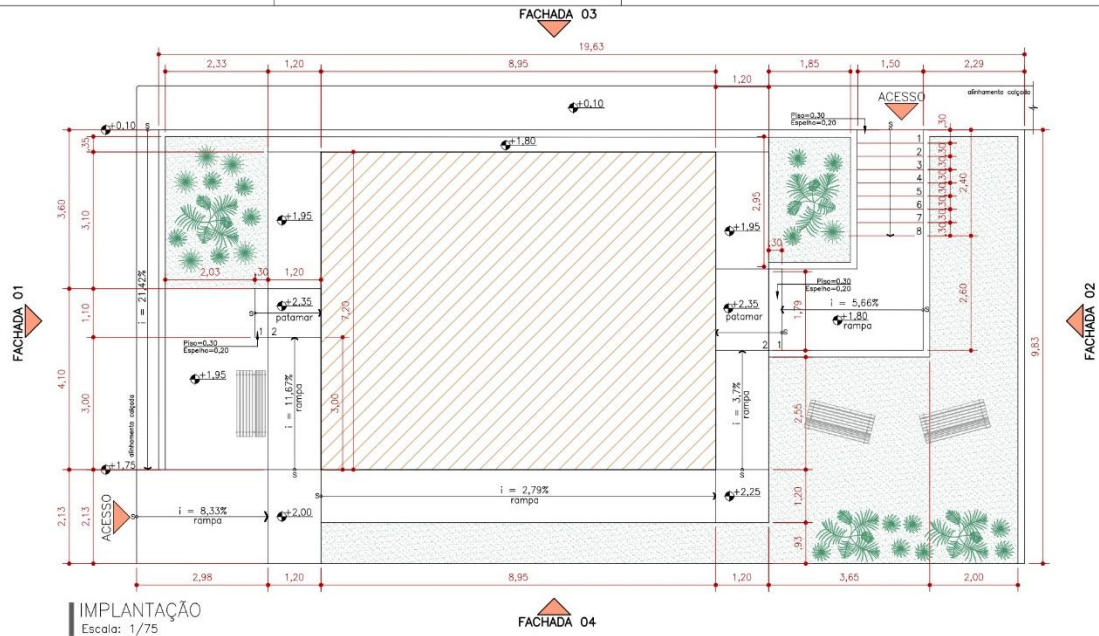 FACHADA 03
19,63
2,33 1,20 8,95 1,85 1,50 2,29
1,20
alinhamento calçada
ACESSO
+0,10
+0,10
Piso=0,30
Espelho=0,20
s
,30
,35
+1,80
1
2
3
4
5
6
7
8
,30
,30
,30
,30
,30
,30
,30
2,40
3,60
3,10
+1,95
2,95
+1,95
,30
i = 21,42%
2,03 ,30 1,20
7,20
Piso=0,30
Espelho=0,20
2,60
FACHADA 01
1,10
+2,35
patamar
s
+2,35
patamar
1,79
i = 5,66%
s
+1,80
rampa
FACHADA 02
9,83
1 2
Piso=0,30
Espelho=0,20
2 1
s
+1,95
4,10
3,00
i = 11,67%
rampa
3,00
i = 3,7%
rampa
2,55
alinhamento calçada
+1,75
s
s
ACESSO
s
i = 8,33%
rampa
+2,00
s
i = 2,79%
rampa
+2,25
1,20
2,13
2,13
,93
2,98 1,20 8,95 1,20 3,65 2,00
IMPLANTAÇÃO
Escala: 1/75
FACHADA 04